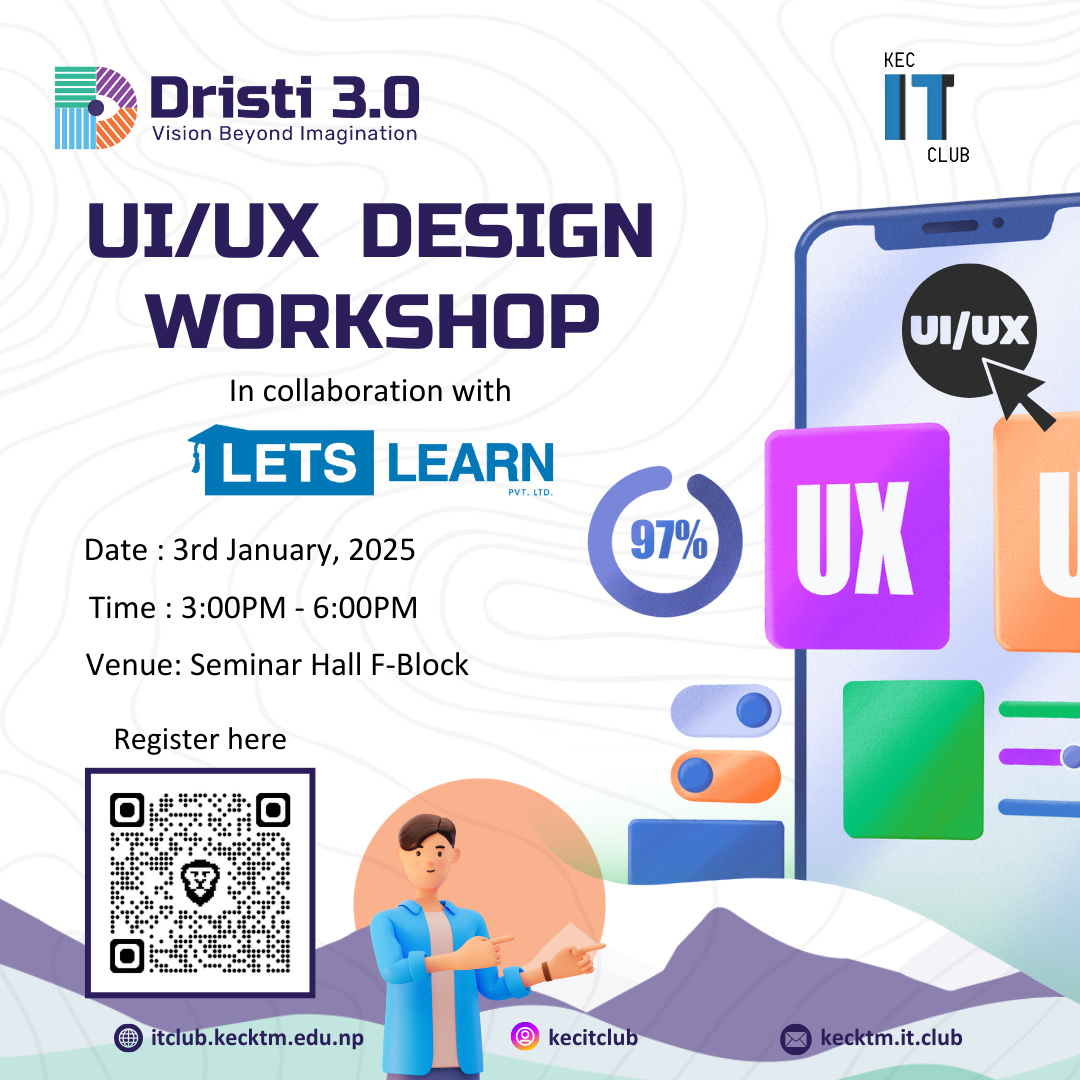 Dristi 3.0
Vision Beyond Imagination
KEC
IT
CLUB
UI/UX DESIGN
WORKSHOP
In collaboration with
LETS LEARN
PVT. LTD.
Date : 3rd January, 2025
Time : 3:00PM - 6:00PM
Venue: Seminar Hall F-Block
Register here
UI/UX
97%
UX
U
itclub.kecktm.edu.np
kecitclub
kecktm.it.club